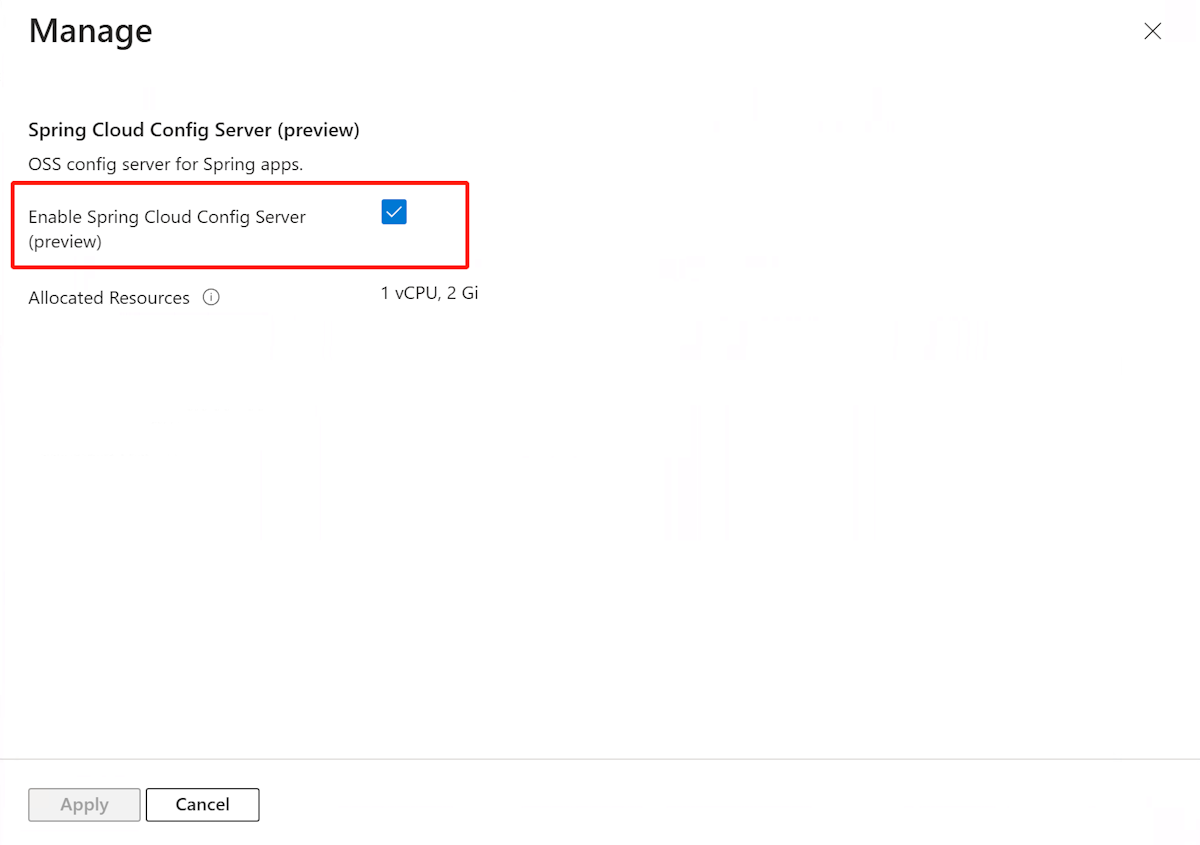 Manage
Spring Cloud Config Server (preview)
OSS config server for Spring apps.
Enable Spring Cloud Config Server
(preview)
Allocated Resources
1 vCPU, 2 Gi
Apply
Cancel